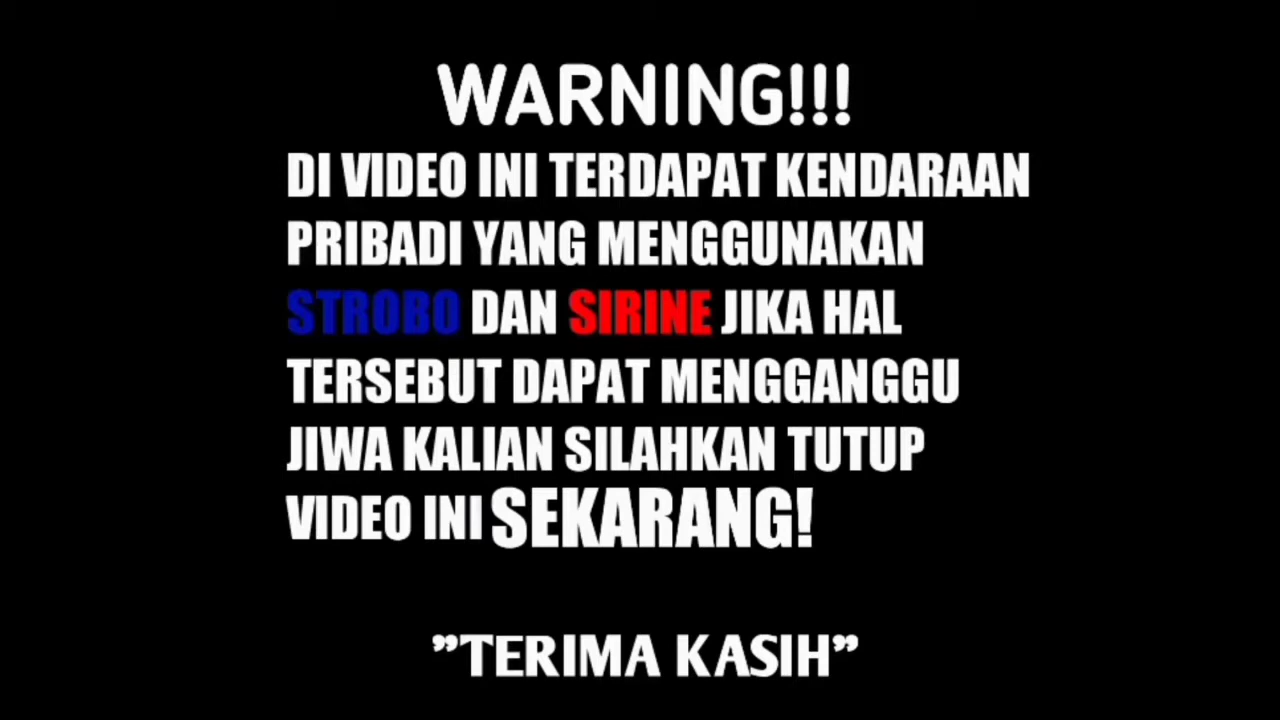 WARNING!!!
DI VIDEO INI TERDAPAT KENDARAAN
PRIBADI YANG MENGGUNAKAN
STROBO DAN SIRINE JIKA HAL
TERSEBUT DAPAT MENGGANGGU
JIWA KALIAN SILAHKAN TUTUP
VIDEO INI SEKARANG!
”TERIMA KASIH”